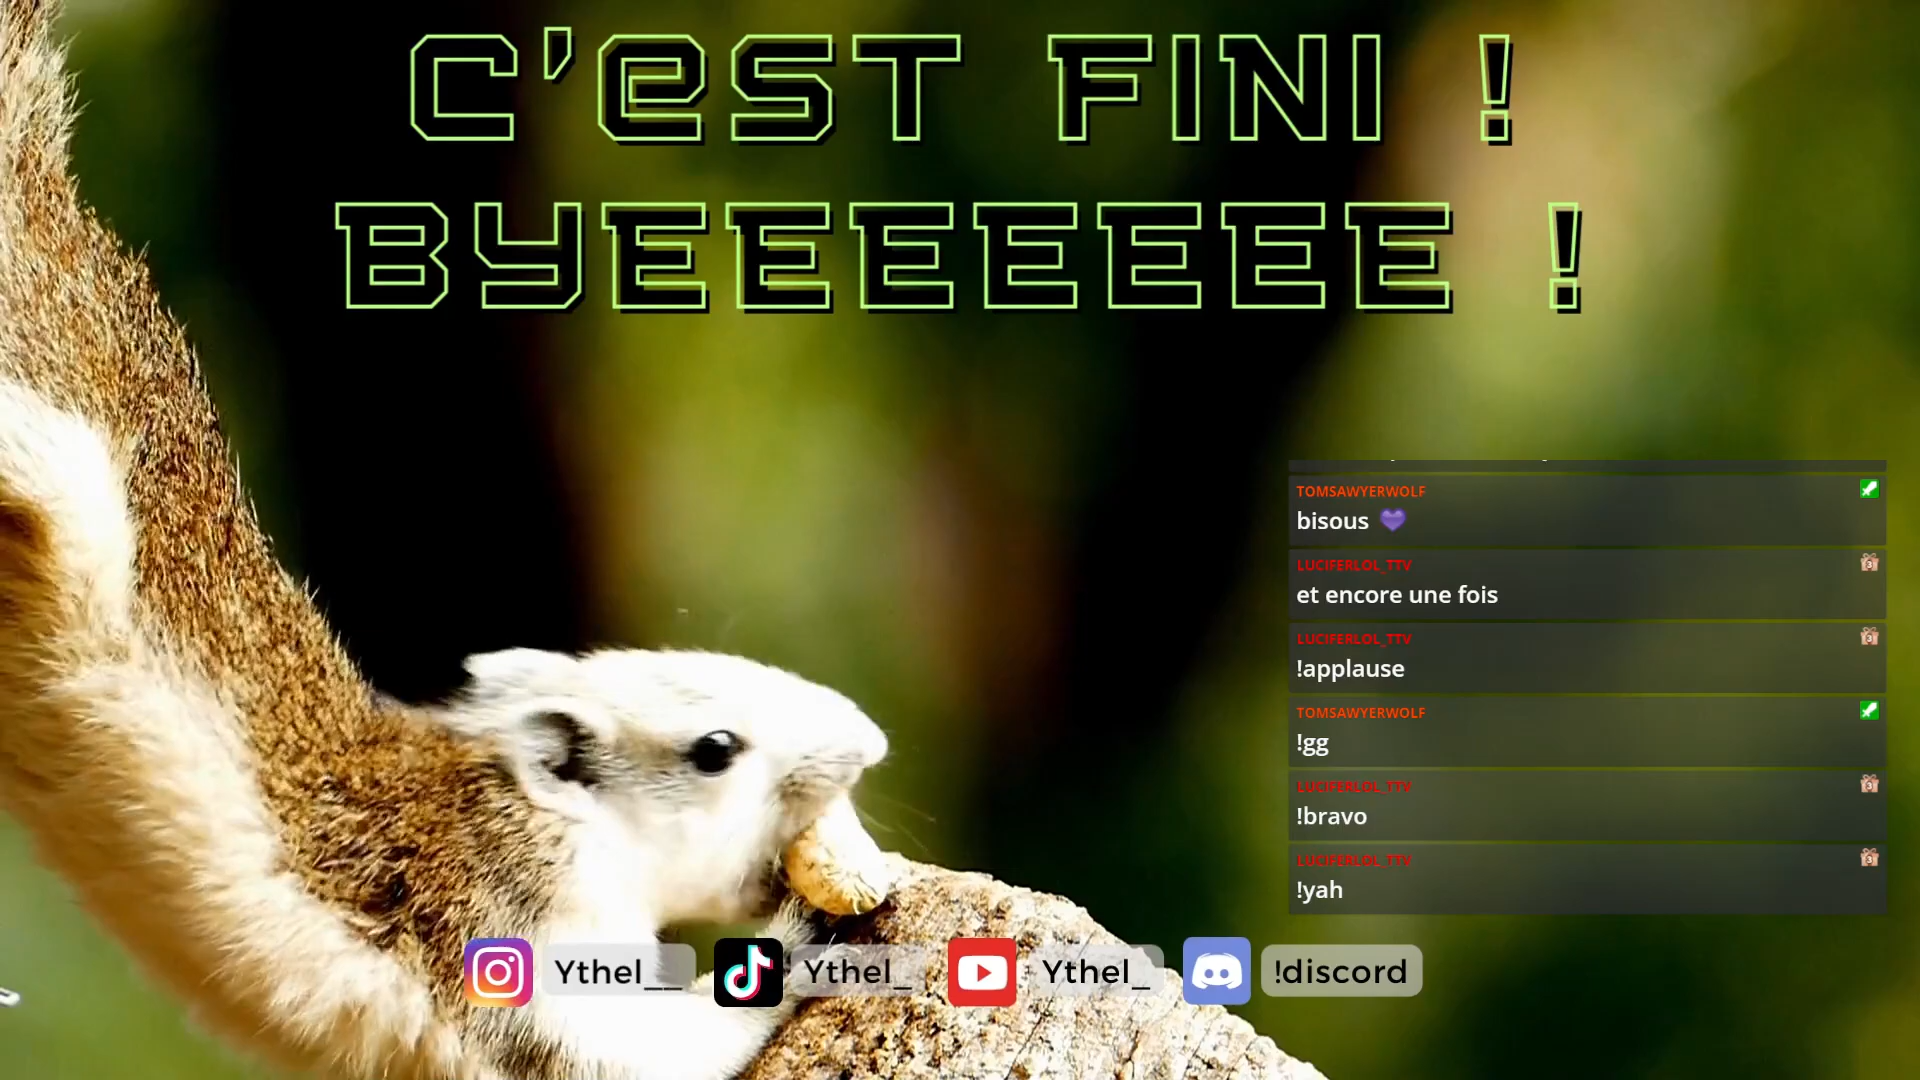 C'eST FINI !
BYEEEEEEE !
TOMSAWYERWOLF
bisous
LUCIFERLOL_TTV
et encore une fois
LUCIFERLOL_TTV
!applause
TOMSAWYERWOLF
!gg
LUCIFERLOL_TTV
!bravo
LUCIFERLOL_TTV
!yah
Ythel__ Ythel_ Ythel_ !discord